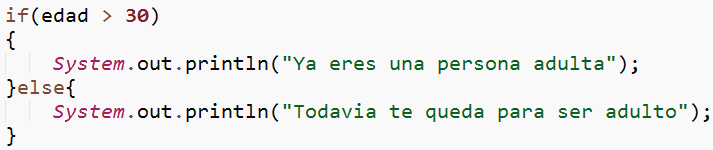 if(edad > 30)
{
    System.out.println("Ya eres una persona adulta");
}else{
    System.out.println("Todavia te queda para ser adulto");
}